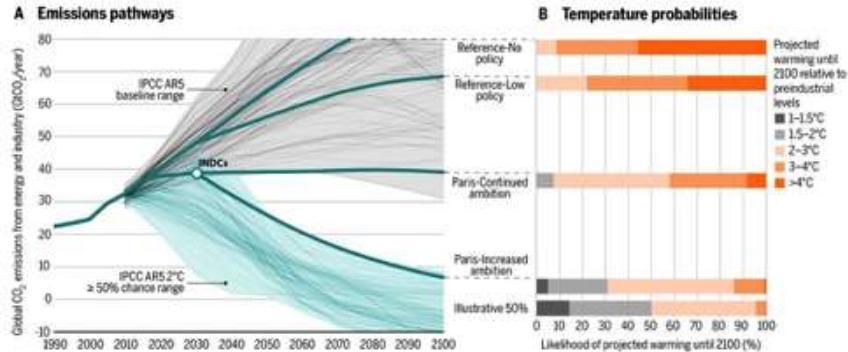 A Emissions pathways
Global CO₂ emissions from energy and industry (GtCO₂/year)
80
70
60
50
40
30
20
10
0
-10
1990 2000 2010 2020 2030 2040 2050 2060 2070 2080 2090 2100
IPCC AR5
baseline range
INDCs
IPCC AR5 2°C
≥ 50% chance range
Reference-No
policy
Reference-Low
policy
Paris-Continued
ambition
Paris-Increased
ambition
Illustrative 50%
B Temperature probabilities
0 10 20 30 40 50 60 70 80 90 100
Likelihood of projected warming until 2100 (%)
Projected
warming until
2100 relative to
preindustrial
levels
1–1.5°C
1.5–2°C
2–3°C
3–4°C
>4°C